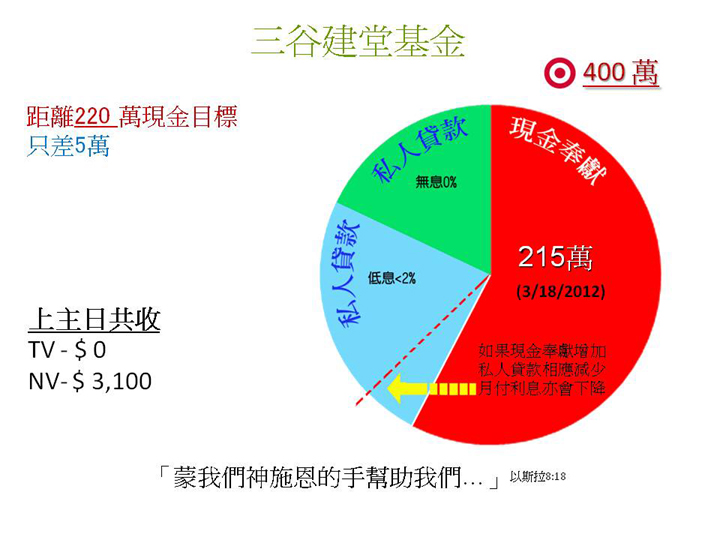 三谷建堂基金
400 萬
距離220 萬現金目標
只差5萬
私人貸款
無息0%
現金奉獻
私人貸款
低息<2%
215萬
(3/18/2012)
上主日共收
TV - $ 0
NV- $ 3,100
如果現金奉獻增加
私人貸款相應減少
月付利息亦會下降
「蒙我們神施恩的手幫助我們…」以斯拉8:18